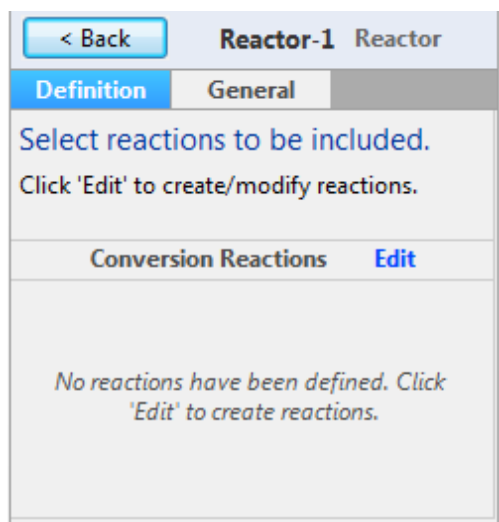 < Back Reactor-1 Reactor
Definition General
Select reactions to be included.
Click 'Edit' to create/modify reactions.
Conversion Reactions Edit
No reactions have been defined. Click
'Edit' to create reactions.